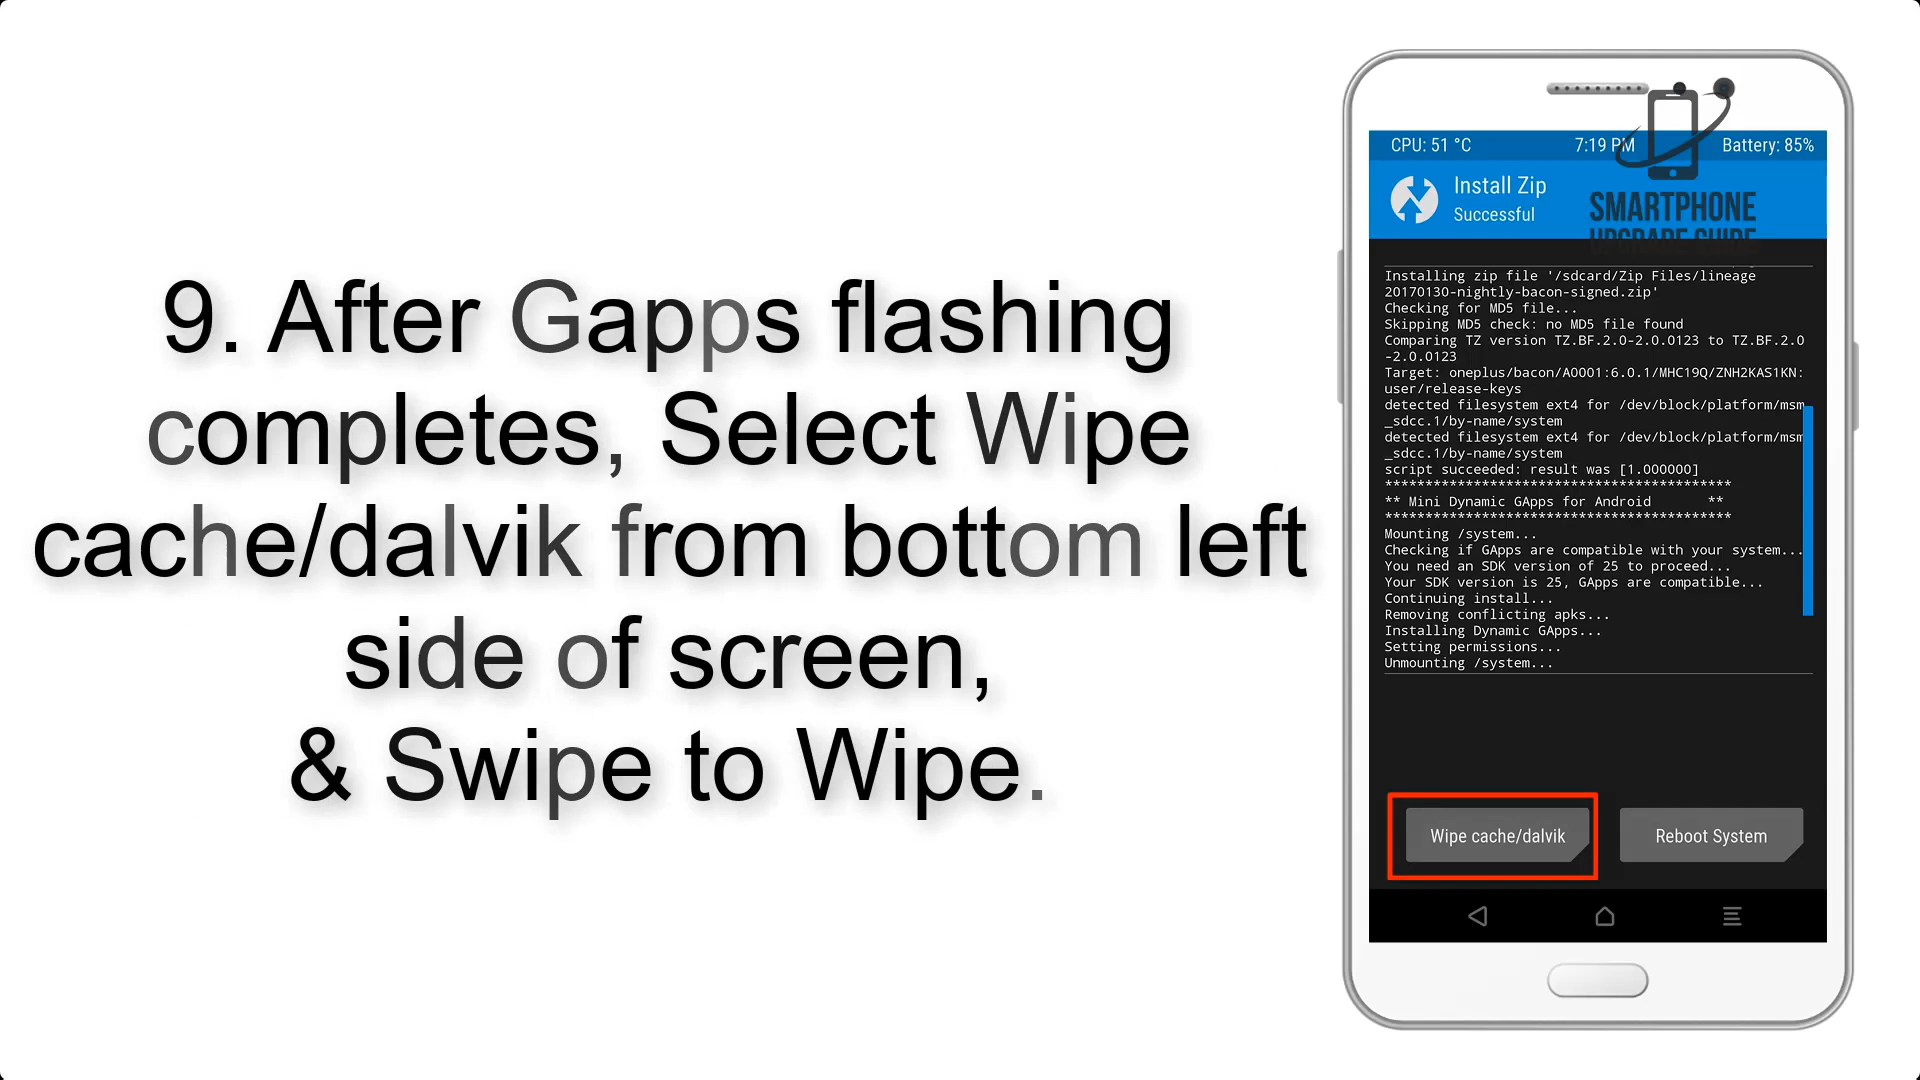 9. After Gapps flashing
completes, Select Wipe
cache/dalvik from bottom left
side of screen,
& Swipe to Wipe.
CPU: 51 °C 7:19 PM Battery: 85%
Install Zip
Successful
SMARTPHONE
UPGRADE GUIDE
Installing zip file '/sdcard/Zip Files/lineage
20170130-nightly-bacon-signed.zip'
Checking for MD5 file...
Skipping MD5 check: no MD5 file found
Comparing TZ version TZ.BF.2.0-2.0.0123 to TZ.BF.2.0
-2.0.0123
Target: oneplus/bacon/A0001:6.0.1/MHC19Q/ZNH2KAS1KN:
user/release-keys
detected filesystem ext4 for /dev/block/platform/msm
_sdcc.1/by-name/system
detected filesystem ext4 for /dev/block/platform/msm
_sdcc.1/by-name/system
script succeeded: result was [1.000000]
*******************************************
** Mini Dynamic GApps for Android **
*******************************************
Mounting /system...
Checking if GApps are compatible with your system...
You need an SDK version of 25 to proceed...
Your SDK version is 25, GApps are compatible...
Continuing install...
Removing conflicting apks...
Installing Dynamic GApps...
Setting permissions...
Unmounting /system...
Wipe cache/dalvik Reboot System